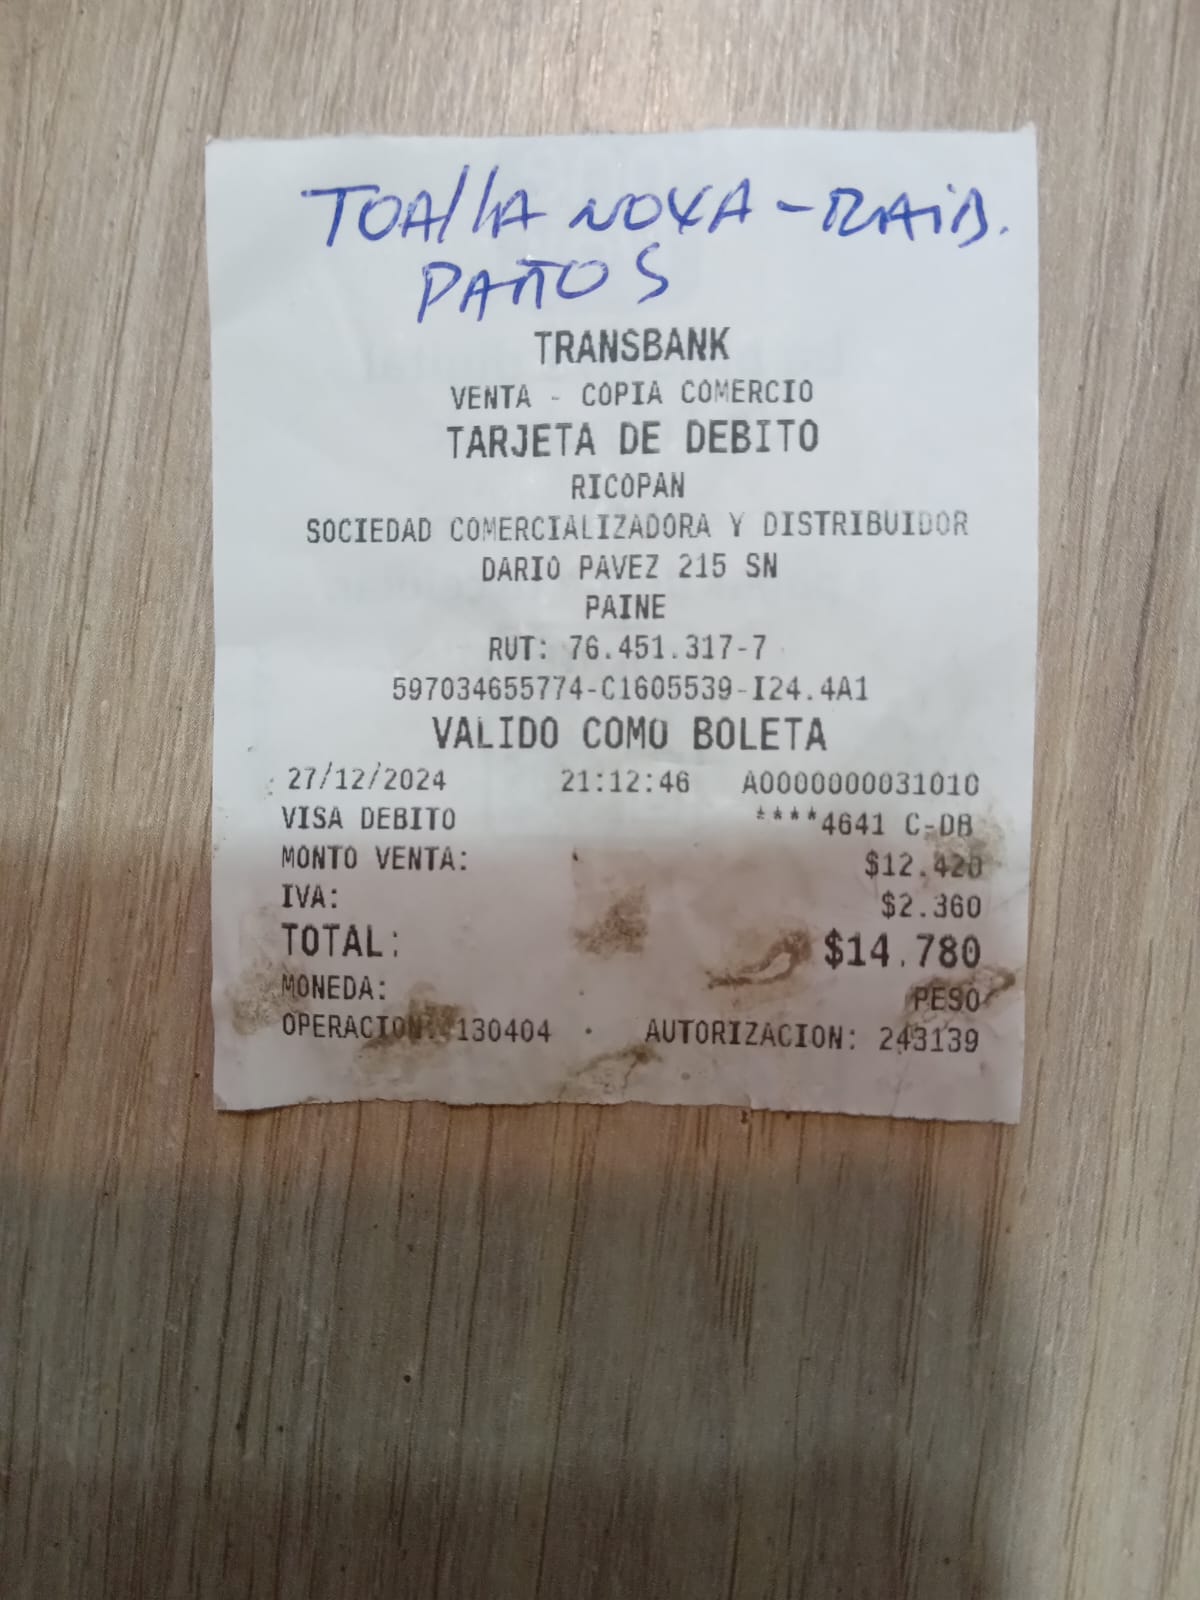 TOALLA NOVA - RAID.
PAÑOS
TRANSBANK
VENTA - COPIA COMERCIO
TARJETA DE DEBITO
RICOPAN
SOCIEDAD COMERCIALIZADORA Y DISTRIBUIDOR
DARIO PAVEZ 215 SN
PAINE
RUT: 76.451.317-7
597034655774-C1605539-I24.4A1
VALIDO COMO BOLETA
27/12/2024 21:12:46 A0000000031010
VISA DEBITO ****4641 C-DB
MONTO VENTA: $12.420
IVA: $2.360
TOTAL: $14.780
MONEDA: PESO
OPERACION: 130404 AUTORIZACION: 243139